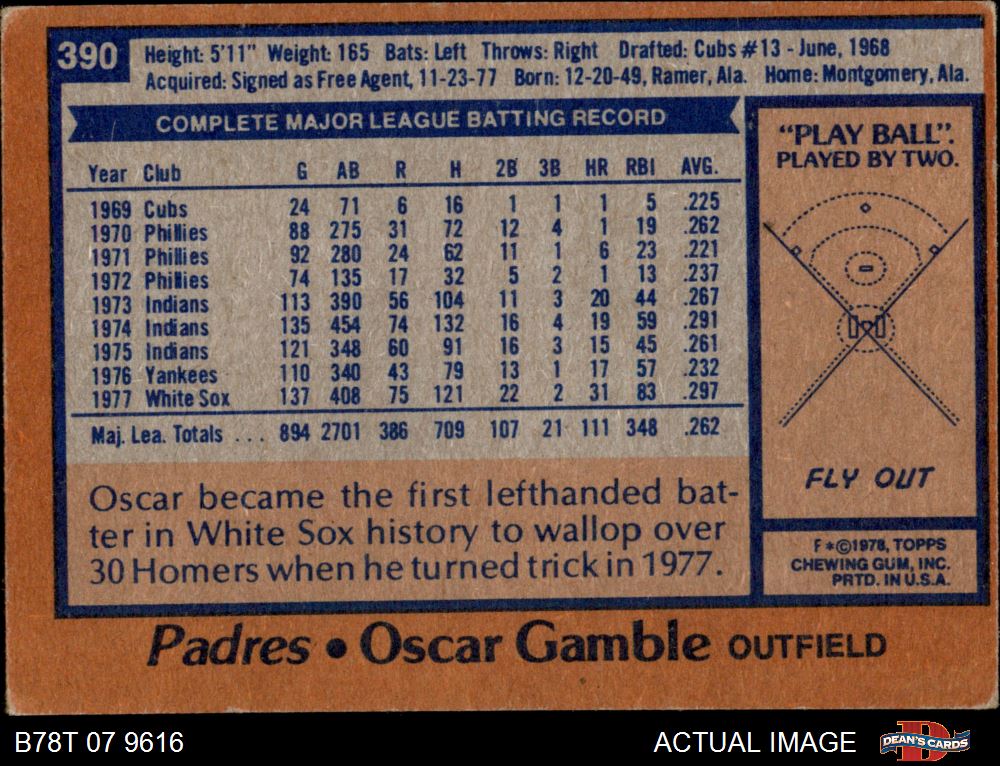 390
Height: 5'11" Weight: 165 Bats: Left Throws: Right Drafted: Cubs #13 - June, 1968
Acquired: Signed as Free Agent, 11-23-77 Born: 12-20-49, Ramer, Ala. Home: Montgomery, Ala.
COMPLETE MAJOR LEAGUE BATTING RECORD
Year Club G AB R H 2B 3B HR RBI AVG.
1969 Cubs 24 71 6 16 1 1 1 5 .225
1970 Phillies 88 275 31 72 12 4 1 19 .262
1971 Phillies 92 280 24 62 11 1 6 23 .221
1972 Phillies 74 135 17 32 5 2 1 13 .237
1973 Indians 113 390 56 104 11 3 20 44 .267
1974 Indians 135 454 74 132 16 4 19 59 .291
1975 Indians 121 348 60 91 16 3 15 45 .261
1976 Yankees 110 340 43 79 13 1 17 57 .232
1977 White Sox 137 408 75 121 22 2 31 83 .297
Maj. Lea. Totals ... 894 2701 386 709 107 21 111 348 .262
Oscar became the first lefthanded bat-
ter in White Sox history to wallop over
30 Homers when he turned trick in 1977.
"PLAY BALL".
PLAYED BY TWO.
FLY OUT
F*©1978, TOPPS
CHEWING GUM, INC.
PRTD. IN U.S.A.
Padres • Oscar Gamble OUTFIELD
B78T 07 9616
ACTUAL IMAGE
D
DEAN'S CARDS